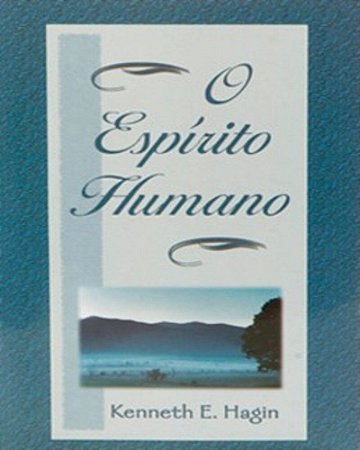 O
Espírito
Humano
Kenneth E. Hagin